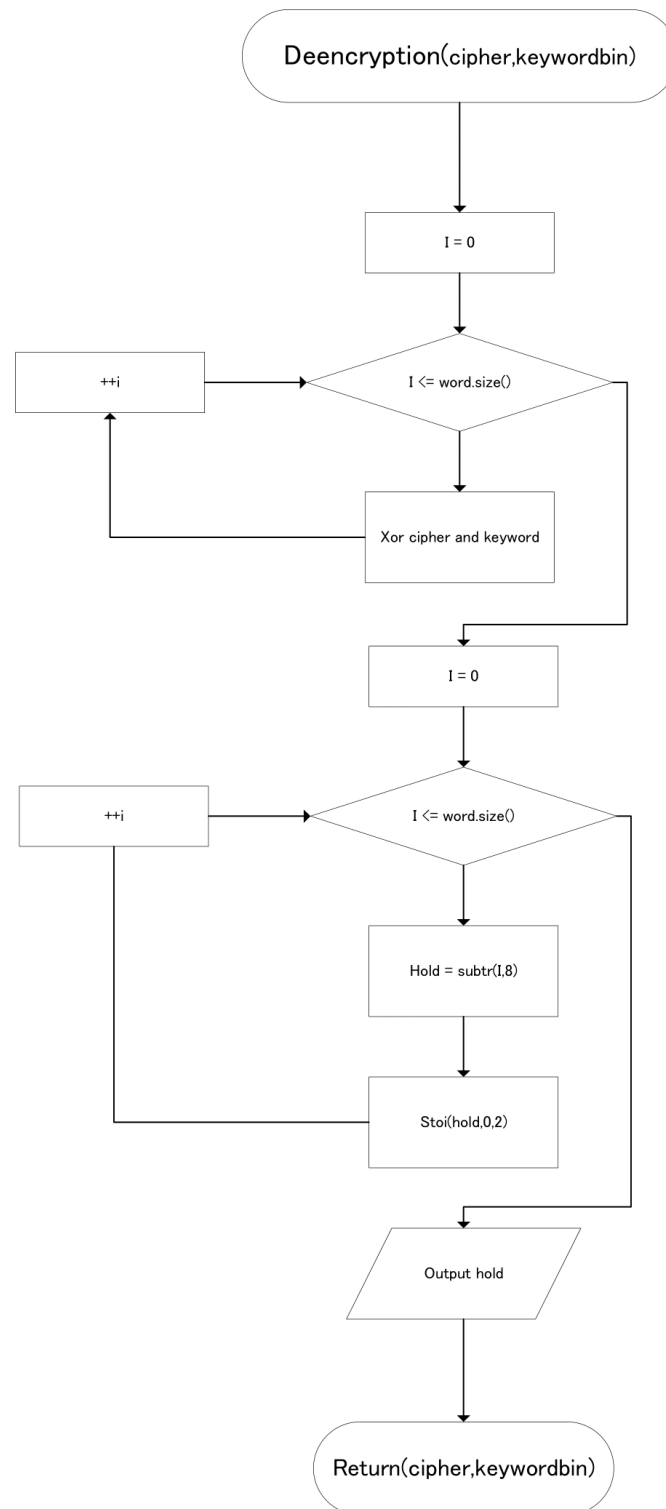 Deencryption(cipher,keywordbin)
I = 0
++i
I <= word.size()
Xor cipher and keyword
I = 0
++i
I <= word.size()
Hold = subtr(I,8)
Stoi(hold,0,2)
Output hold
Return(cipher,keywordbin)